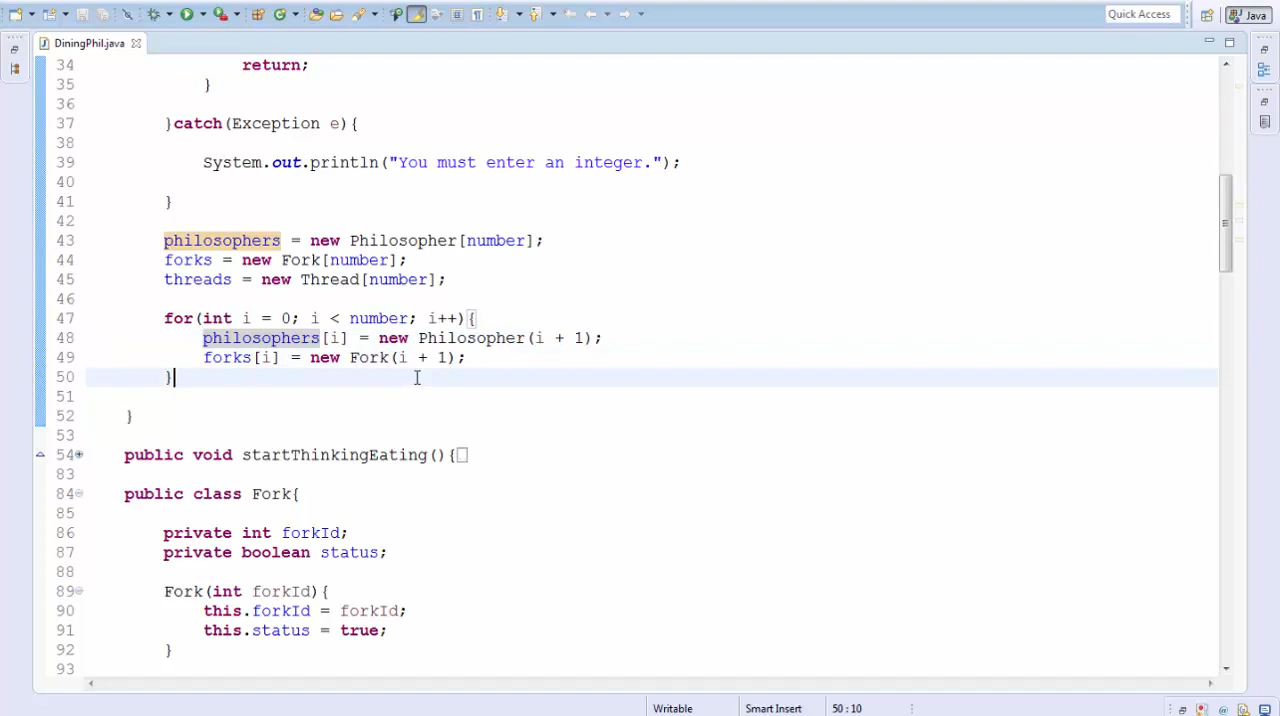 Quick Access
Java
DiningPhil.java
34 return;
35 }
36
37 }catch(Exception e){
38
39 System.out.println("You must enter an integer.");
40
41 }
42
43 philosophers = new Philosopher[number];
44 forks = new Fork[number];
45 threads = new Thread[number];
46
47 for(int i = 0; i < number; i++){
48 philosophers[i] = new Philosopher(i + 1);
49 forks[i] = new Fork(i + 1);
50 }
51
52 }
53
54 public void startThinkingEating(){
83
84 public class Fork{
85
86 private int forkId;
87 private boolean status;
88
89 Fork(int forkId){
90 this.forkId = forkId;
91 this.status = true;
92 }
93
Writable
Smart Insert
50 : 10